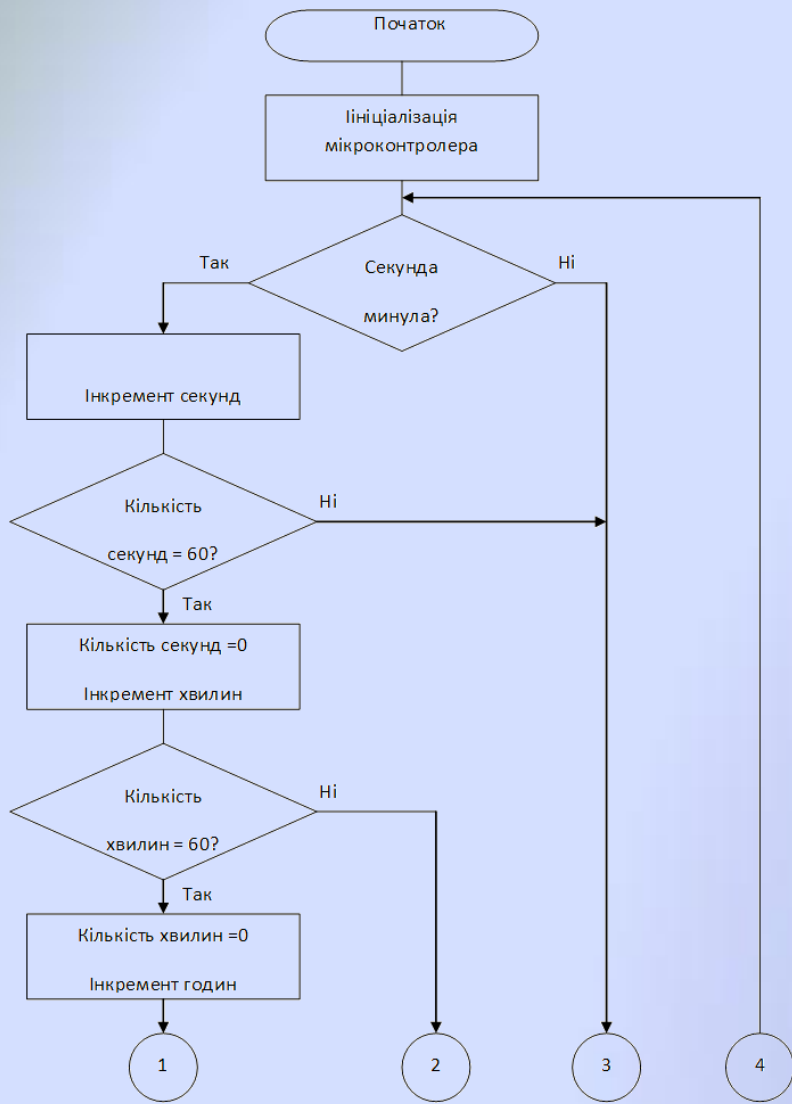 Початок
Іініціалізація
мікроконтролера
Так
Секунда
Ні
минула?
Інкремент секунд
Кількість
Ні
секунд = 60?
Так
Кількість секунд =0
Інкремент хвилин
Кількість
Ні
хвилин = 60?
Так
Кількість хвилин =0
Інкремент годин
1
2
3
4